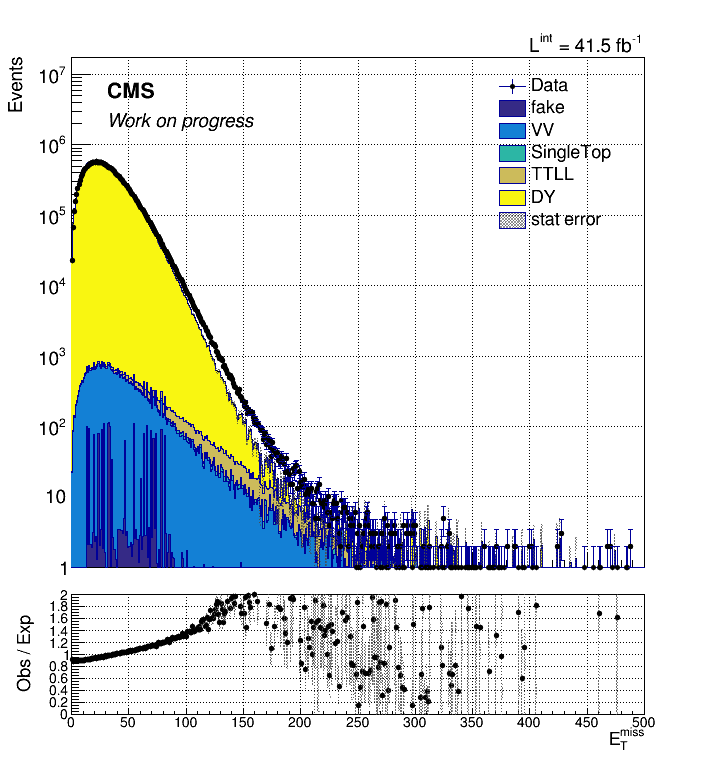 L^int = 41.5 fb^-1
Events
10^7
10^6
10^5
10^4
10^3
10^2
10
1
CMS
Work on progress
Data
fake
VV
SingleTop
TTLL
DY
stat error
Obs / Exp
2
1.8
1.6
1.4
1.2
1
0.8
0.6
0.4
0.2
0
0 50 100 150 200 250 300 350 400 450 500
E_T^miss